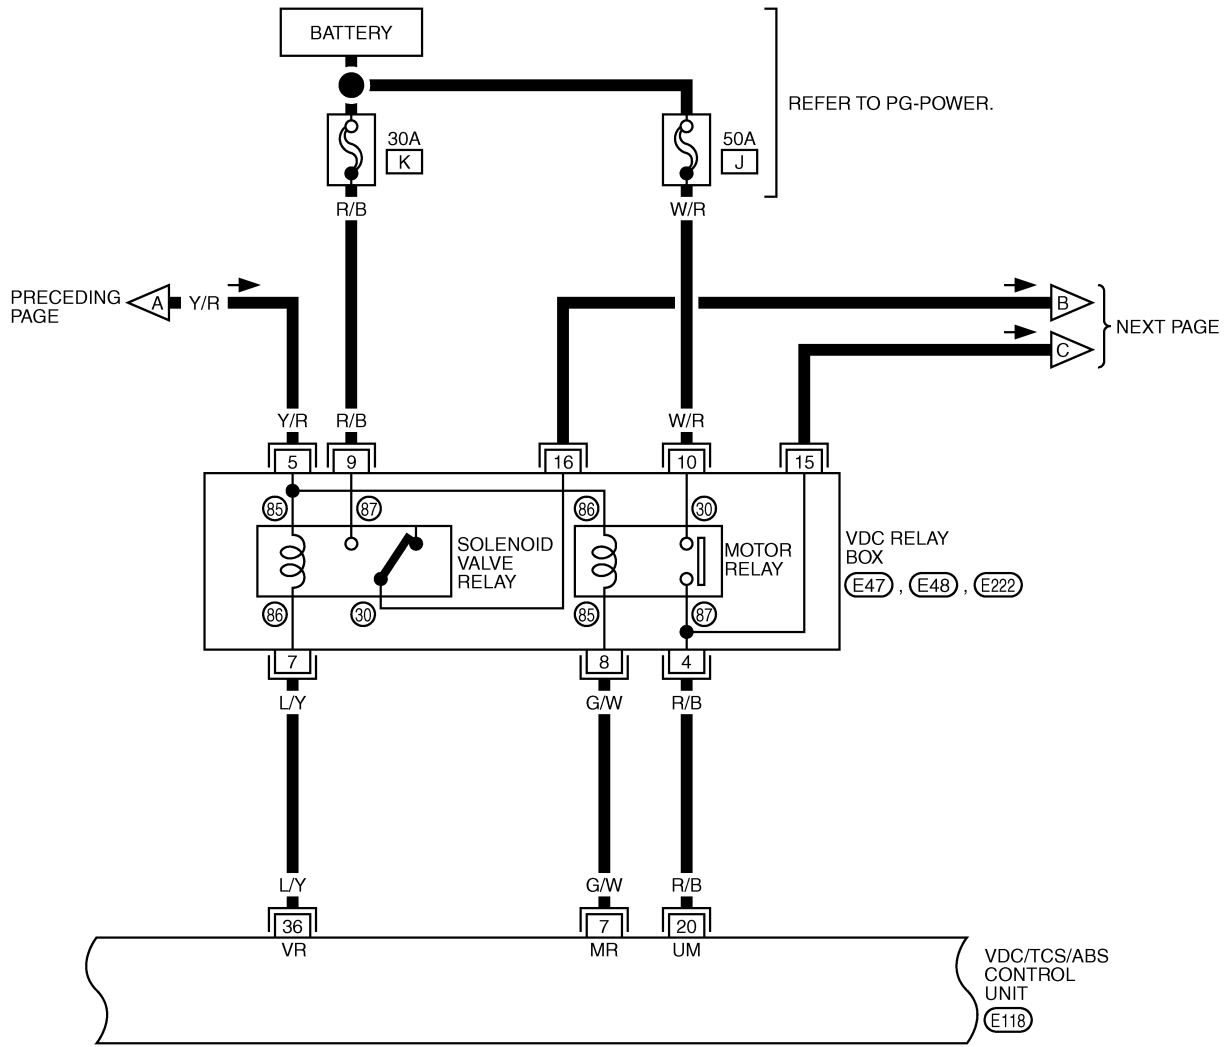 BATTERY
REFER TO PG-POWER.
30A
K
50A
J
R/B
W/R
PRECEDING
PAGE
A
Y/R
B
C
NEXT PAGE
Y/R
R/B
W/R
5
9
16
10
15
85
87
86
30
SOLENOID
VALVE
RELAY
MOTOR
RELAY
VDC RELAY
BOX
E47 , E48 , E222
86
30
85
87
7
8
4
L/Y
G/W
R/B
L/Y
G/W
R/B
36
7
20
VR
MR
UM
VDC/TCS/ABS
CONTROL
UNIT
E118